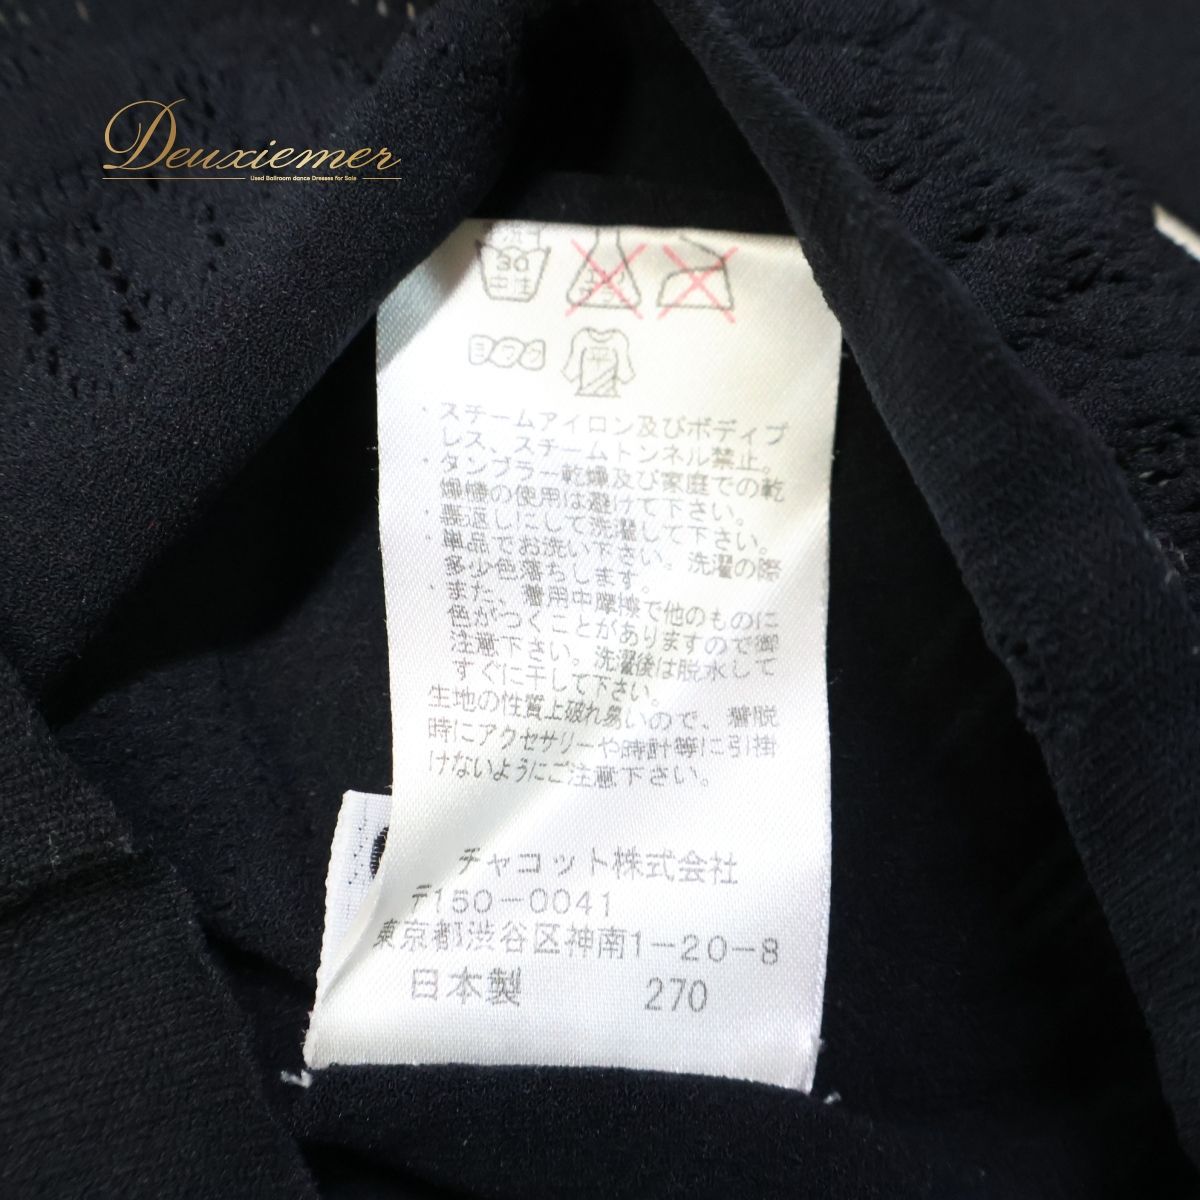 Deuxiemer
Used Ballroom dance Dresses for Sale
30
中性
エンソ
ヨワク
平
・スチームアイロン及びボディプ
レス、スチームトンネル禁止。
・タンブラー乾燥及び家庭での乾
燥機の使用は避けて下さい。
・裏返しにして洗濯して下さい。
・単品でお洗い下さい。洗濯の際
多少色落ちします。
・また、着用中摩擦で他のものに
色がつくことがありますので御
注意下さい。洗濯後は脱水して
すぐに干して下さい。
生地の性質上破れ易いので、着脱
時にアクセサリーや時計等に引掛
けないようにご注意下さい。
チャコット株式会社
〒150-0041
東京都渋谷区神南1-20-8
日本製 270